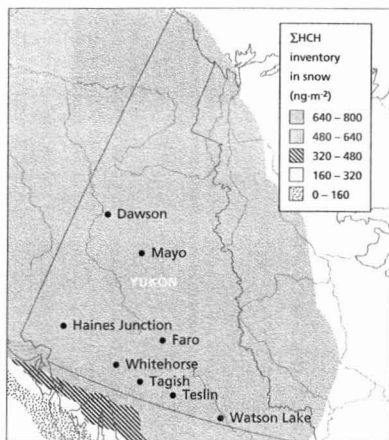 ΣHCH
inventory
in snow
(ng·m⁻²)
640 – 800
480 – 640
320 – 480
160 – 320
0 – 160
Dawson
Mayo
YUKON
Haines Junction
Faro
Whitehorse
Tagish
Teslin
Watson Lake